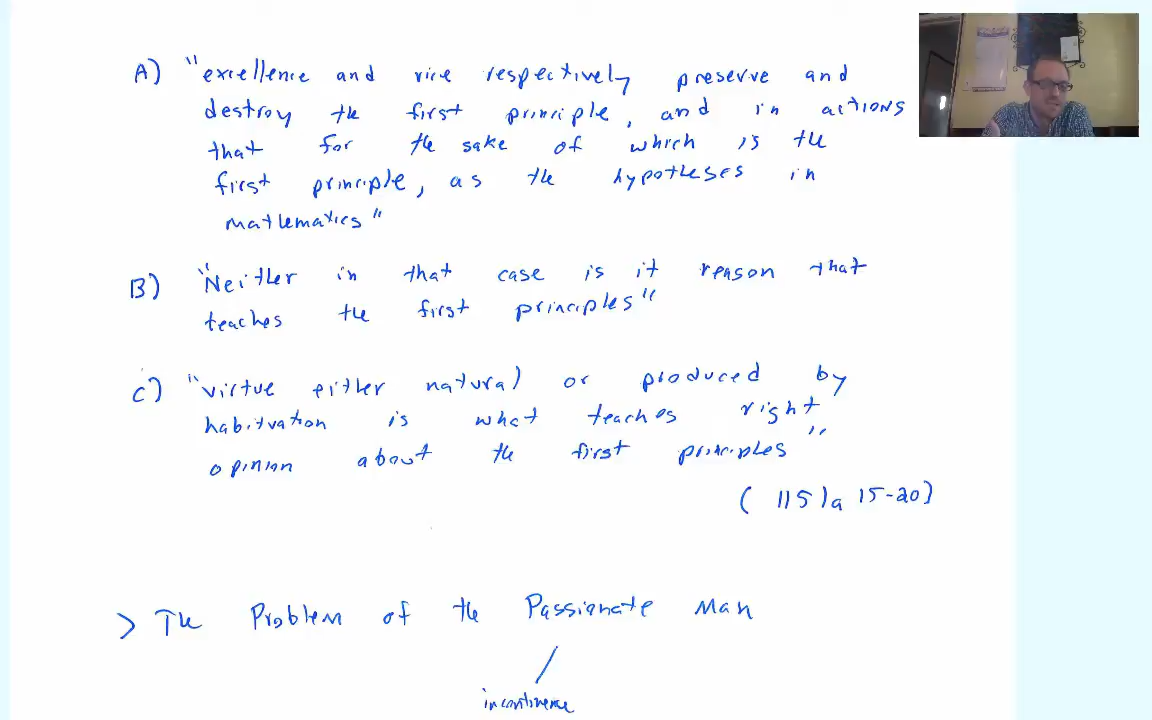 A) "excellence and vice respectively preserve and
destroy the first principle, and in actions
that for the sake of which is the
first principle, as the hypotheses in
mathematics"
B) "Neither in that case is it reason that
teaches the first principles"
C) "virtue either natural or produced by
habituation is what teaches right
opinion about the first principles"
(1151a 15-20)
> The Problem of the Passionate Man
incontinence